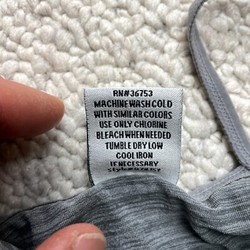 RN#36753
MACHINE WASH COLD
WITH SIMILAR COLORS
USE ONLY CHLORINE
BLEACH WHEN NEEDED
TUMBLE DRY LOW
COOL IRON
IF NECESSARY